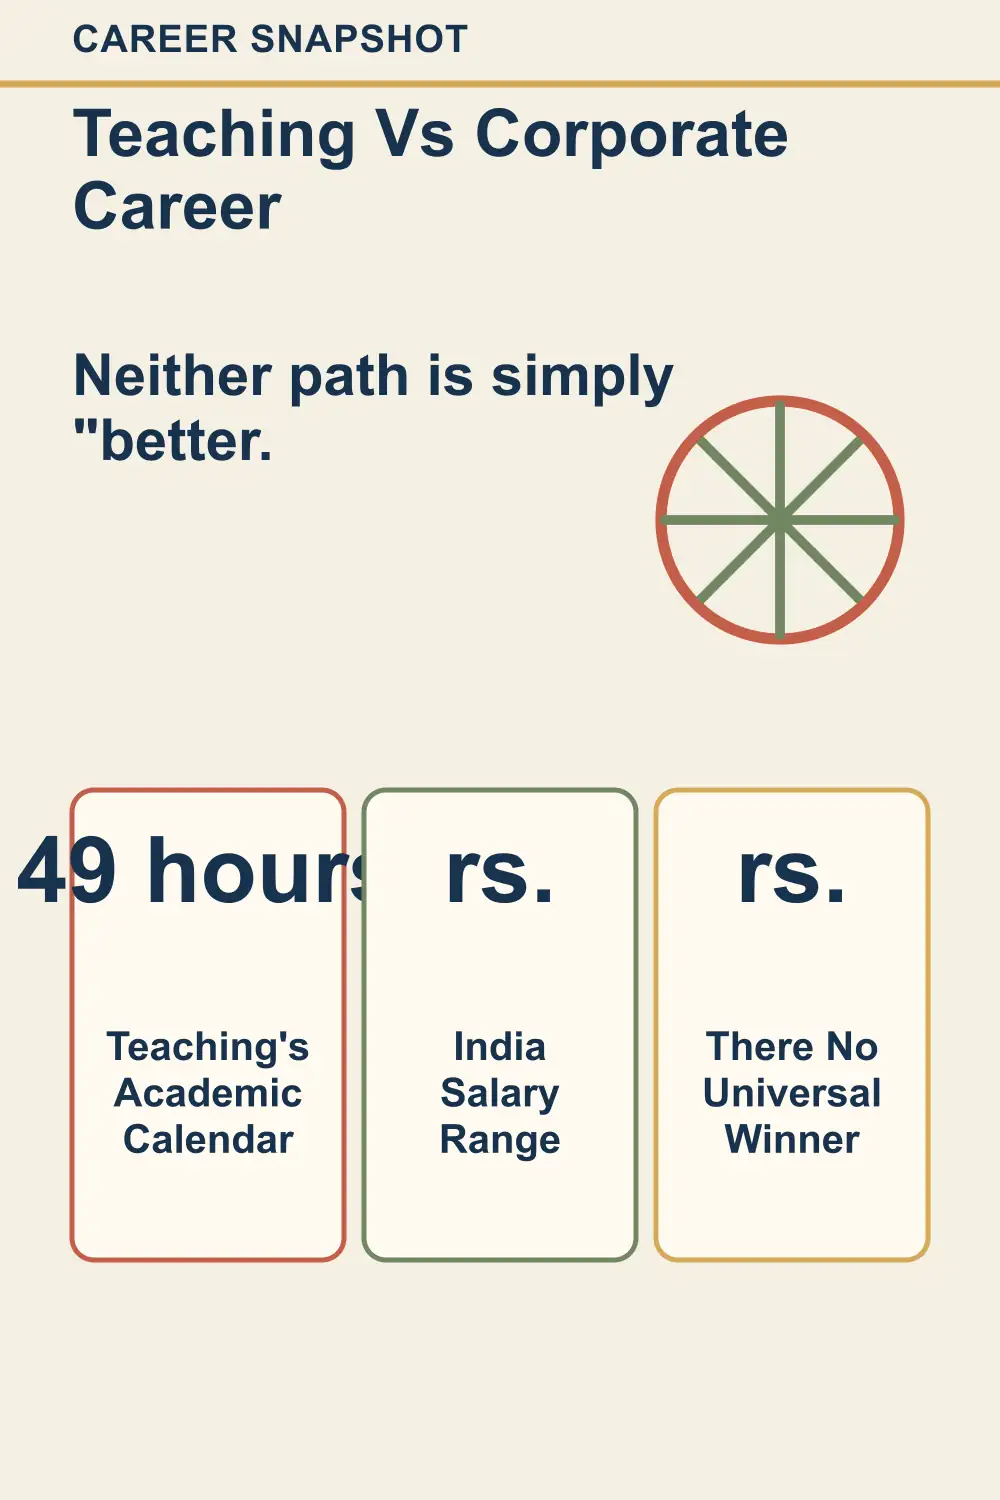 CAREER SNAPSHOT
Teaching Vs Corporate
Career
Neither path is simply
"better.
49 hours
rs.
rs.
Teaching's
Academic
Calendar
India
Salary
Range
There No
Universal
Winner